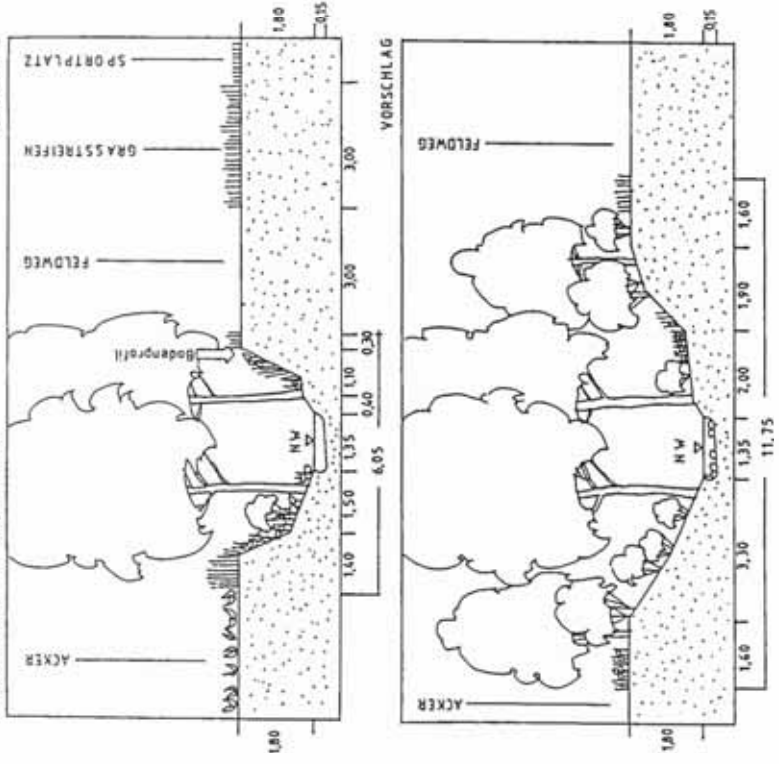 ACKER
FELDWEG
GRASSTREIFEN
SPORTPLATZ
Bodenprofil
NW
1,80
1,80
0,15
1,40
1,50
1,35
0,40
1,10
0,30
3,00
3,00
6,05
VORSCHLAG
ACKER
FELDWEG
NW
1,80
1,80
0,15
1,60
3,30
1,35
2,00
1,90
1,60
11,75